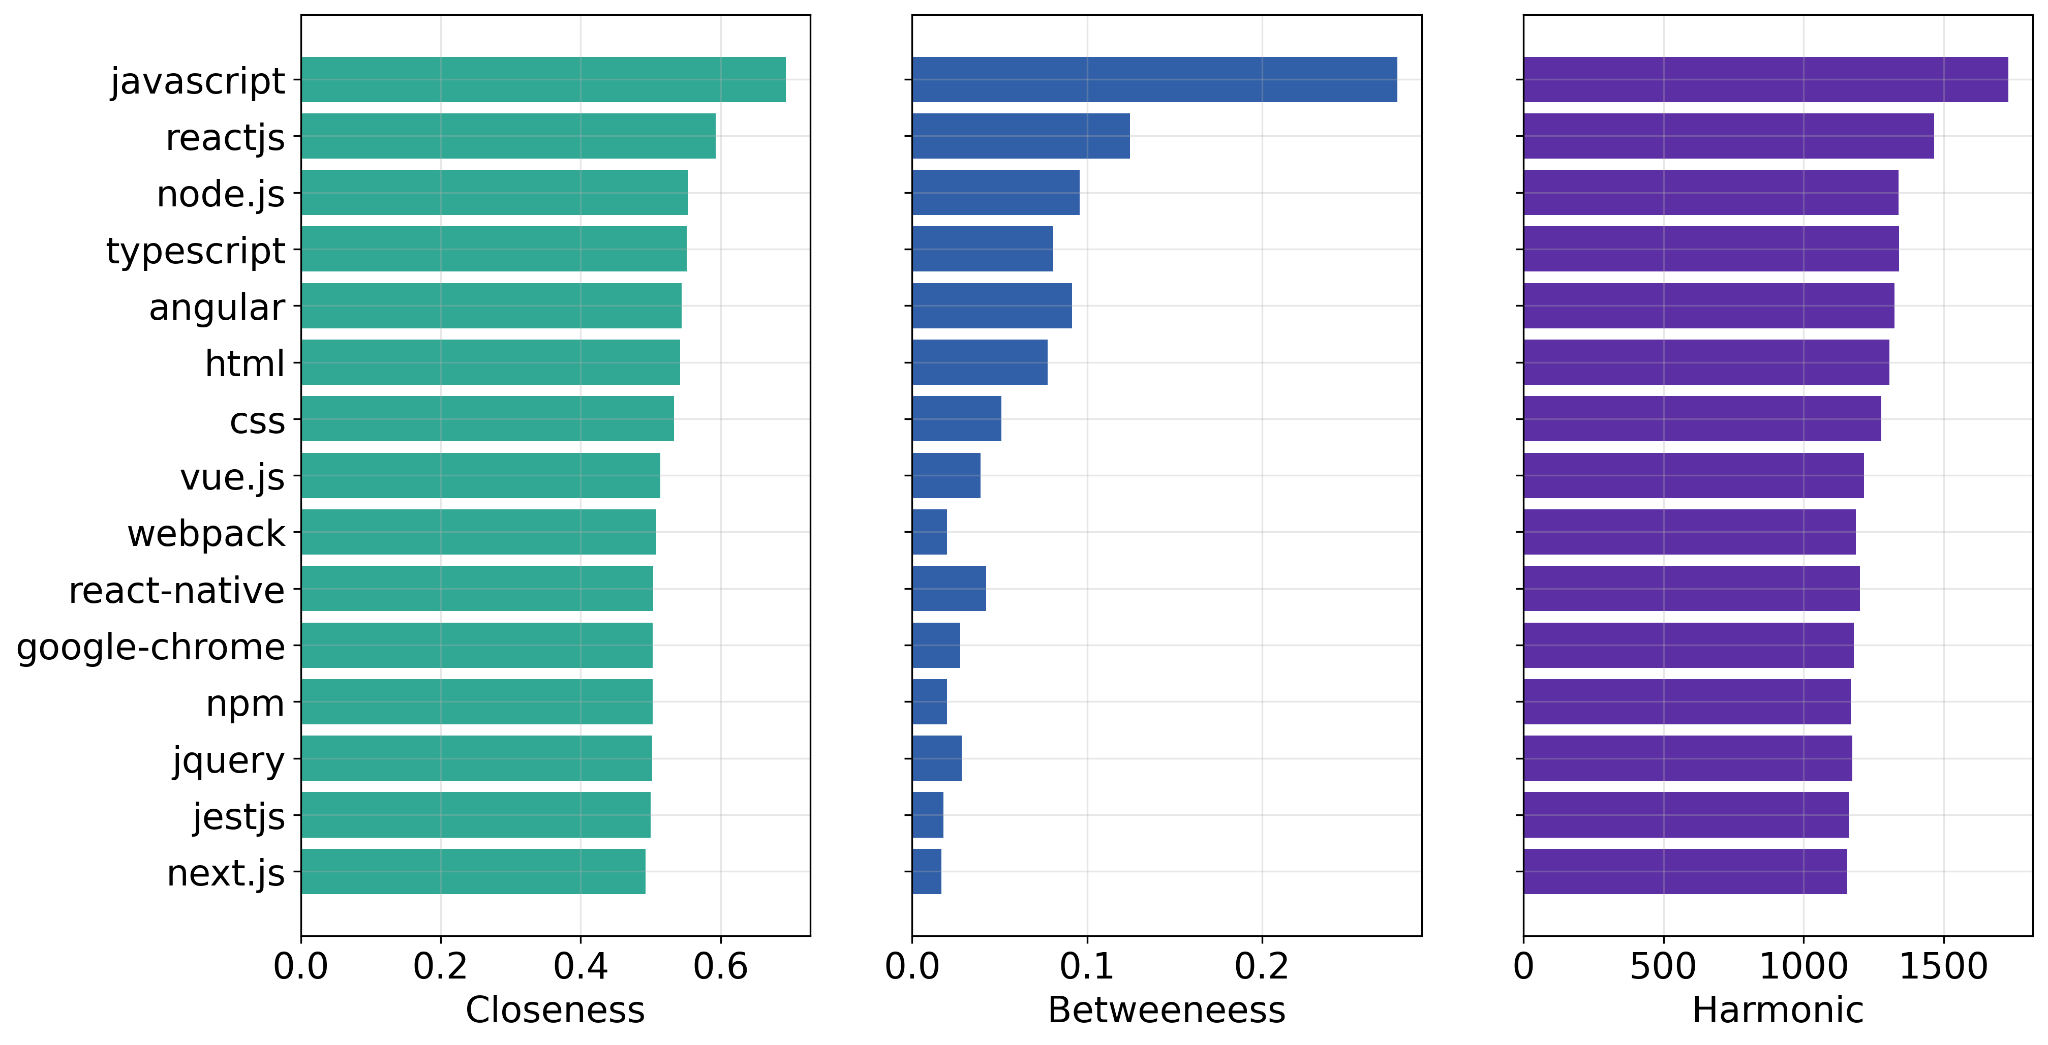 javascript
reactjs
node.js
typescript
angular
html
css
vue.js
webpack
react-native
google-chrome
npm
jquery
jestjs
next.js
0.0 0.2 0.4 0.6
Closeness
0.0 0.1 0.2
Betweeneess
0 500 1000 1500
Harmonic